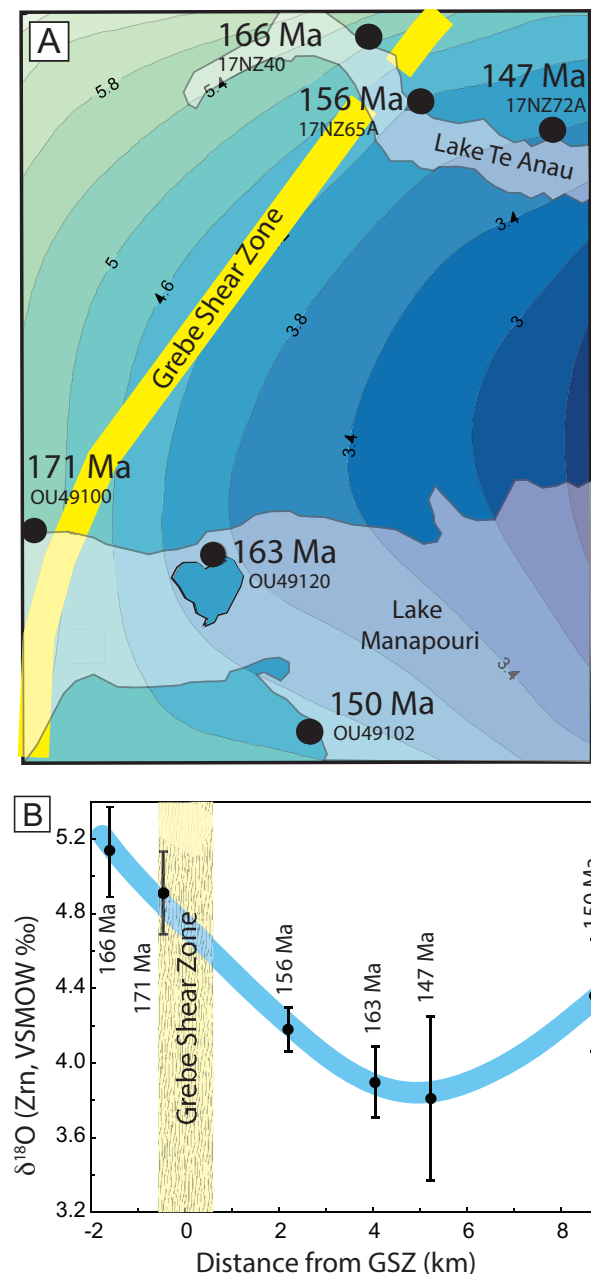 A
166 Ma
17NZ40
5.8
5.4
156 Ma
17NZ65A
147 Ma
17NZ72A
Lake Te Anau
3.4
5
4.6
Grebe Shear Zone
3.8
3
3.4
171 Ma
OU49100
163 Ma
OU49120
Lake
Manapouri
3.4
150 Ma
OU49102
B
5.2
4.8
4.4
4.0
3.6
3.2
δ18O (Zrn, VSMOW ‰)
166 Ma
171 Ma
Grebe Shear Zone
156 Ma
163 Ma
147 Ma
-2
0
2
4
6
8
Distance from GSZ (km)